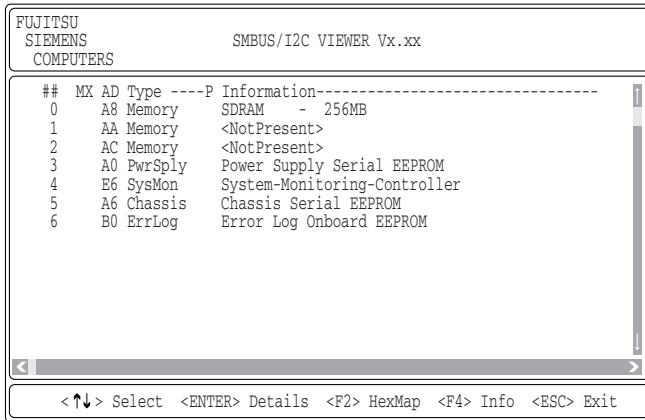 FUJITSU
SIEMENS SMBUS/I2C VIEWER Vx.xx
COMPUTERS
## MX AD Type ----P Information---------------------------------
0 A8 Memory SDRAM - 256MB
1 AA Memory <NotPresent>
2 AC Memory <NotPresent>
3 A0 PwrSply Power Supply Serial EEPROM
4 E6 SysMon System-Monitoring-Controller
5 A6 Chassis Chassis Serial EEPROM
6 B0 ErrLog Error Log Onboard EEPROM
<↑↓> Select <ENTER> Details <F2> HexMap <F4> Info <ESC> Exit